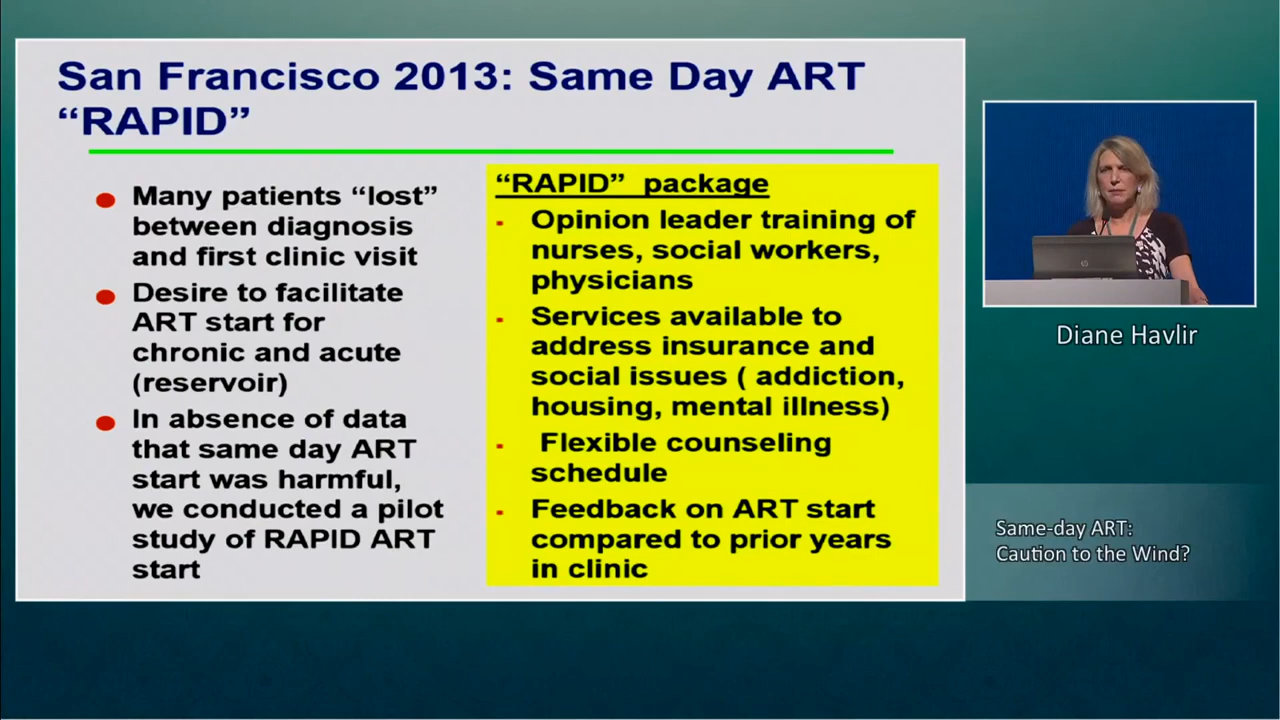 San Francisco 2013: Same Day ART
“RAPID”
Many patients “lost”
between diagnosis
and first clinic visit
Desire to facilitate
ART start for
chronic and acute
(reservoir)
In absence of data
that same day ART
start was harmful,
we conducted a pilot
study of RAPID ART
start
“RAPID” package
- Opinion leader training of
nurses, social workers,
physicians
- Services available to
address insurance and
social issues ( addiction,
housing, mental illness)
- Flexible counseling
schedule
- Feedback on ART start
compared to prior years
in clinic
Diane Havlir
Same-day ART:
Caution to the Wind?